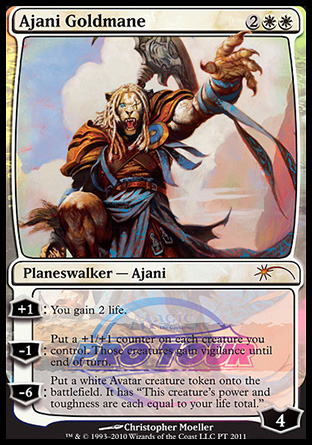 Ajani Goldmane 2
Planeswalker — Ajani
+1 : You gain 2 life.
Put a +1/+1 counter on each creature you
-1 : control. Those creatures gain vigilance until
end of turn.
Put a white Avatar creature token onto the
-6 : battlefield. It has "This creature's power and
toughness are each equal to your life total."
PRO TOUR
4
Christopher Moeller
™ & © 1993-2010 Wizards of the Coast LLC PT 2011